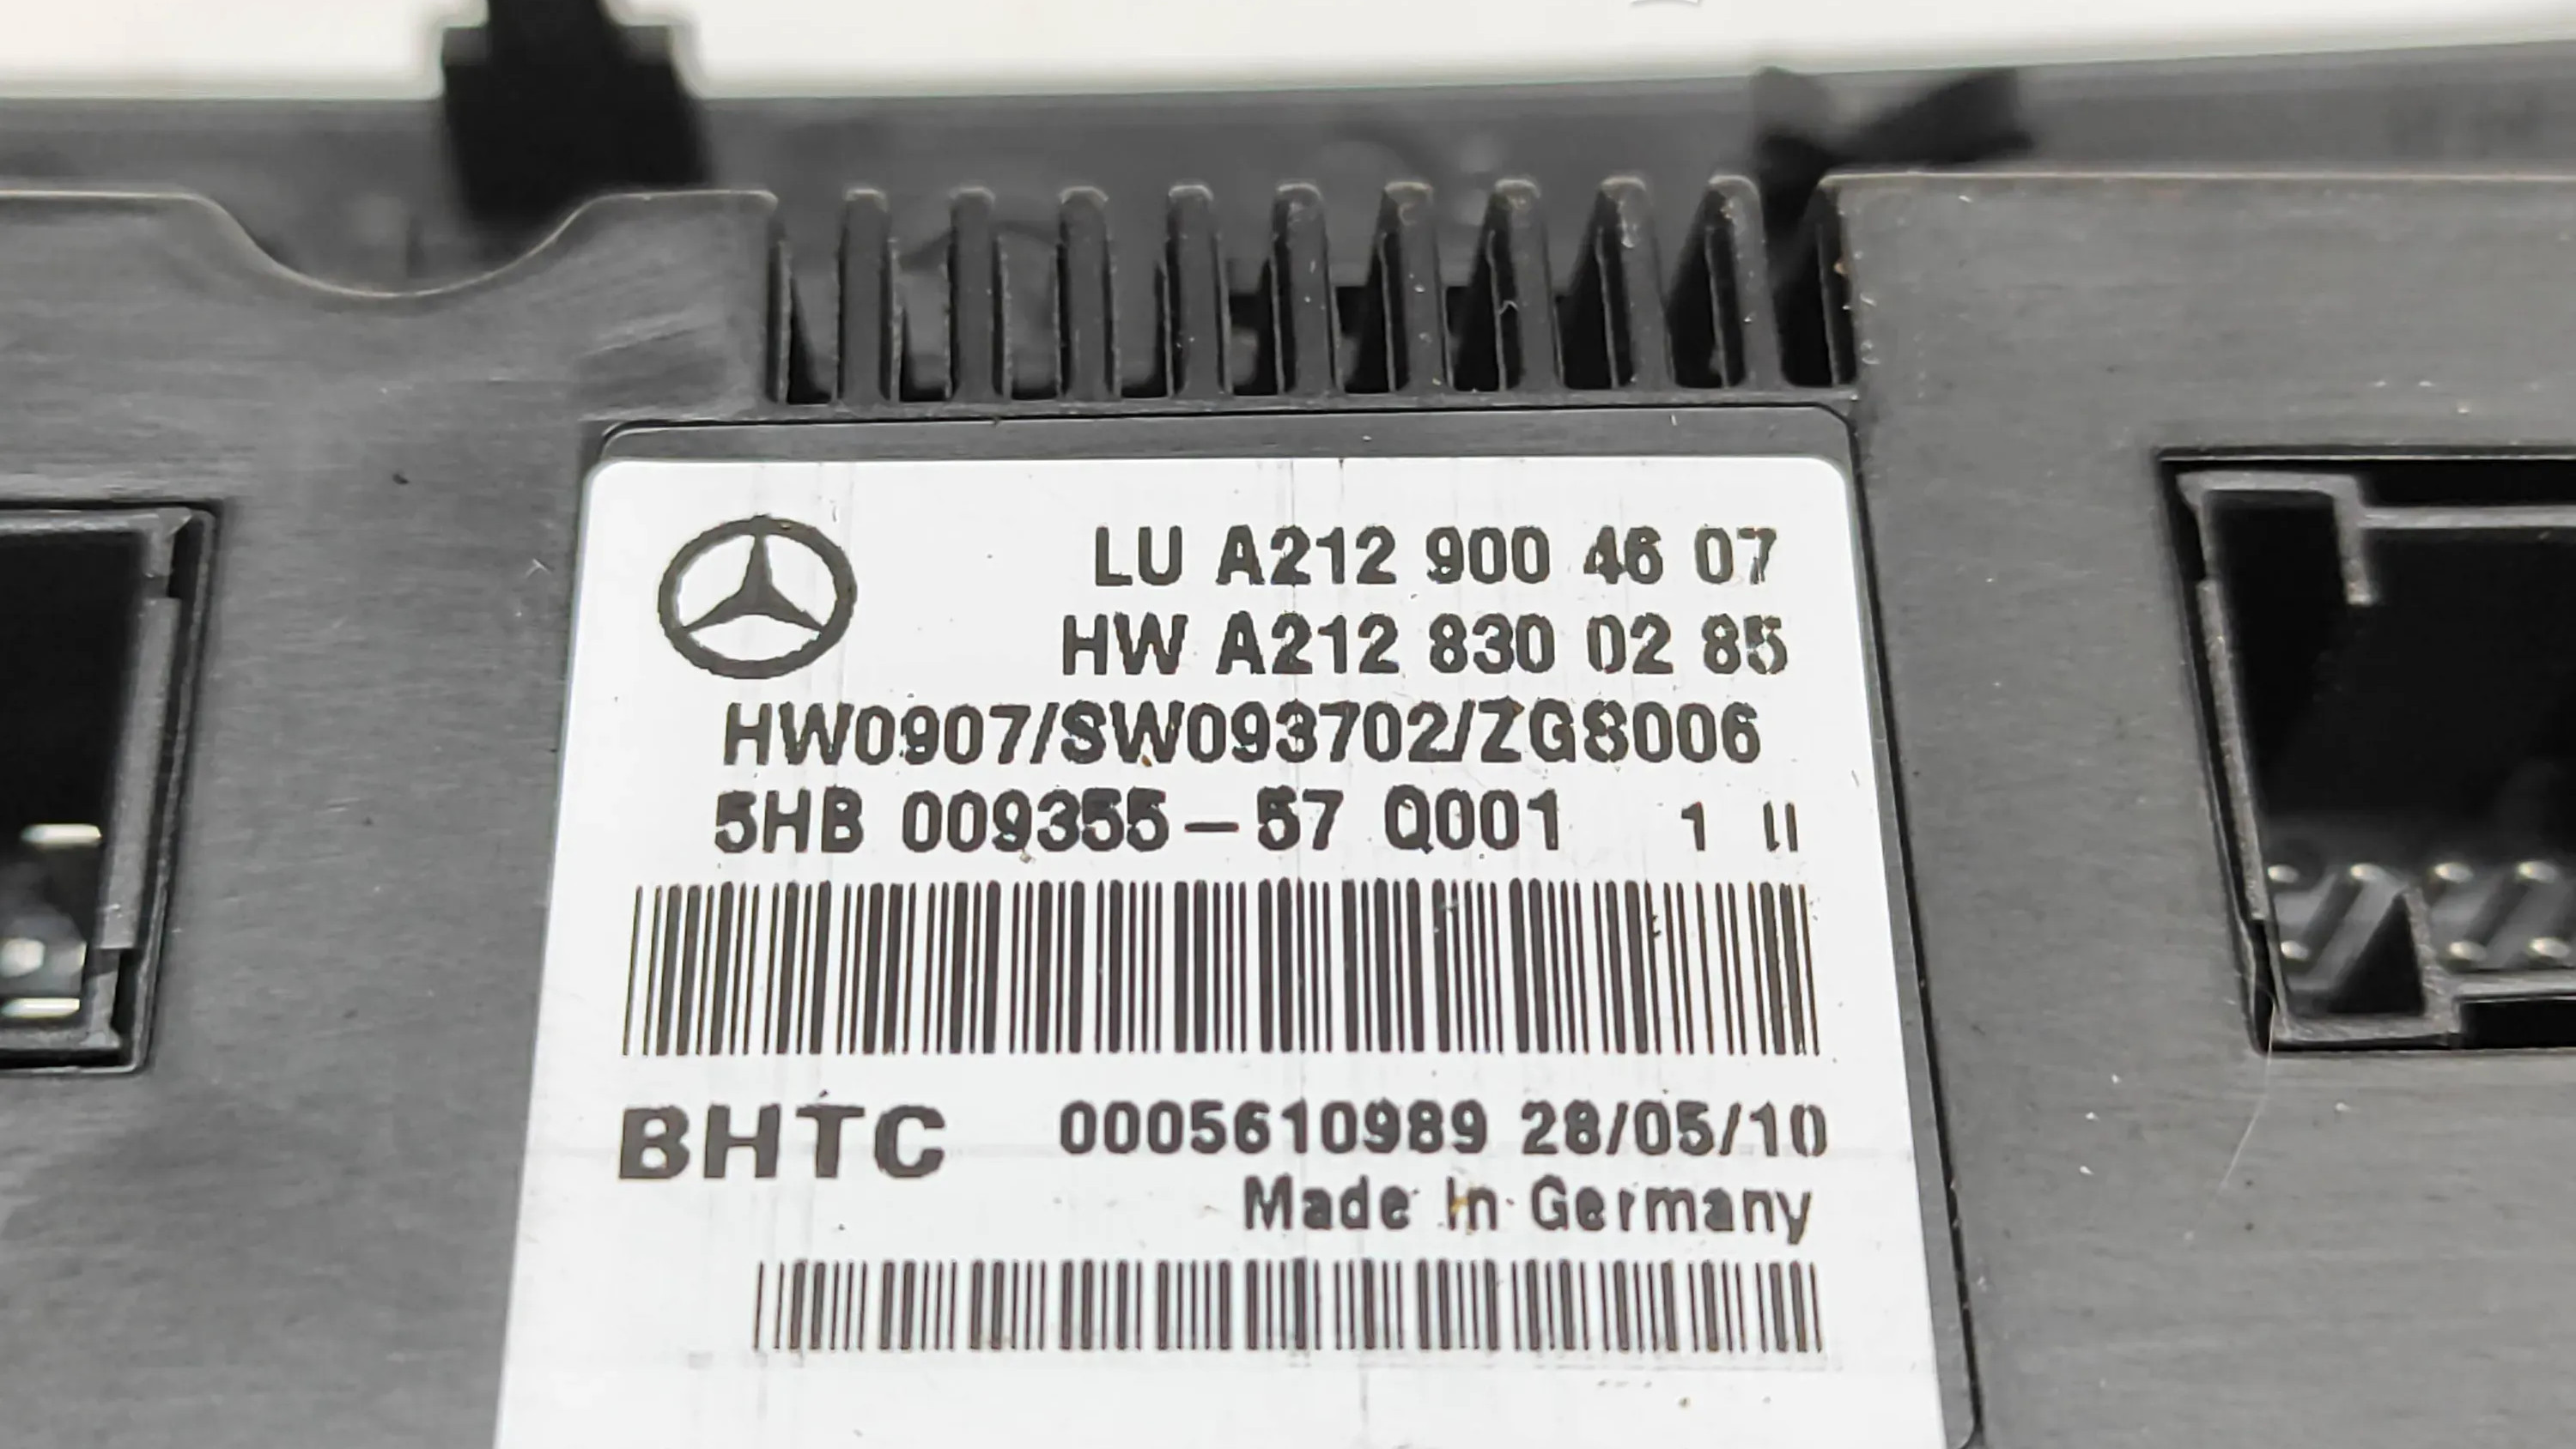 LU A212 900 46 07
HW A212 830 02 85
HW0907/SW093702/ZGS006
5HB 009355-57 Q001 1 II
BHTC 0005610989 28/05/10
Made In Germany